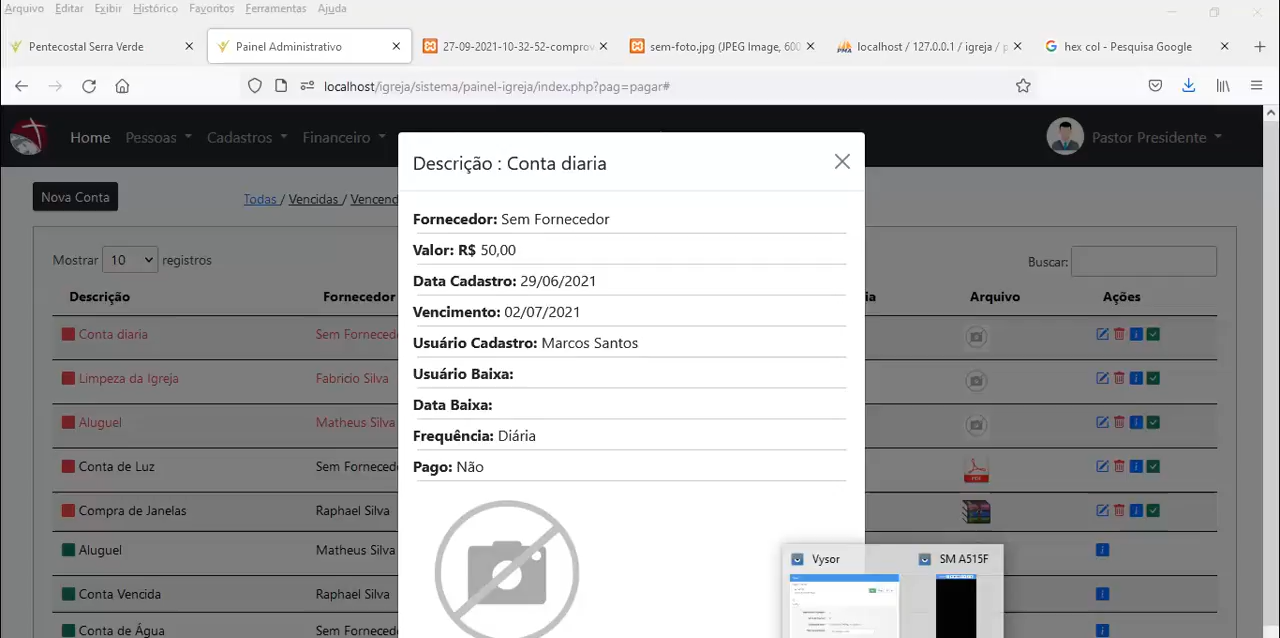 Arquivo Editar Exibir Histórico Favoritos Ferramentas Ajuda
Pentecostal Serra Verde
Painel Administrativo
27-09-2021-10-32-52-comprov
sem-foto.jpg (JPEG Image, 600
localhost / 127.0.0.1 / igreja / p
hex col - Pesquisa Google
localhost/igreja/sistema/painel-igreja/index.php?pag=pagar#
Home Pessoas Cadastros Financeiro
Pastor Presidente
Descrição : Conta diaria
Nova Conta
Todas / Vencidas / Vencend
Fornecedor: Sem Fornecedor
Valor: R$ 50,00
Mostrar 10 registros
Buscar:
Data Cadastro: 29/06/2021
Descrição Fornecedor ia Arquivo Ações
Vencimento: 02/07/2021
Conta diaria Sem Fornecedo
Usuário Cadastro: Marcos Santos
Usuário Baixa:
Limpeza da Igreja Fabricio Silva
Data Baixa:
Aluguel Matheus Silva
Frequência: Diária
Conta de Luz Sem Fornecedo
Pago: Não
Compra de Janelas Raphael Silva
Aluguel Matheus Silva
Vysor
SM A515F
Conta Vencida Raphael Silva
Conta de Água Sem Fornecedo